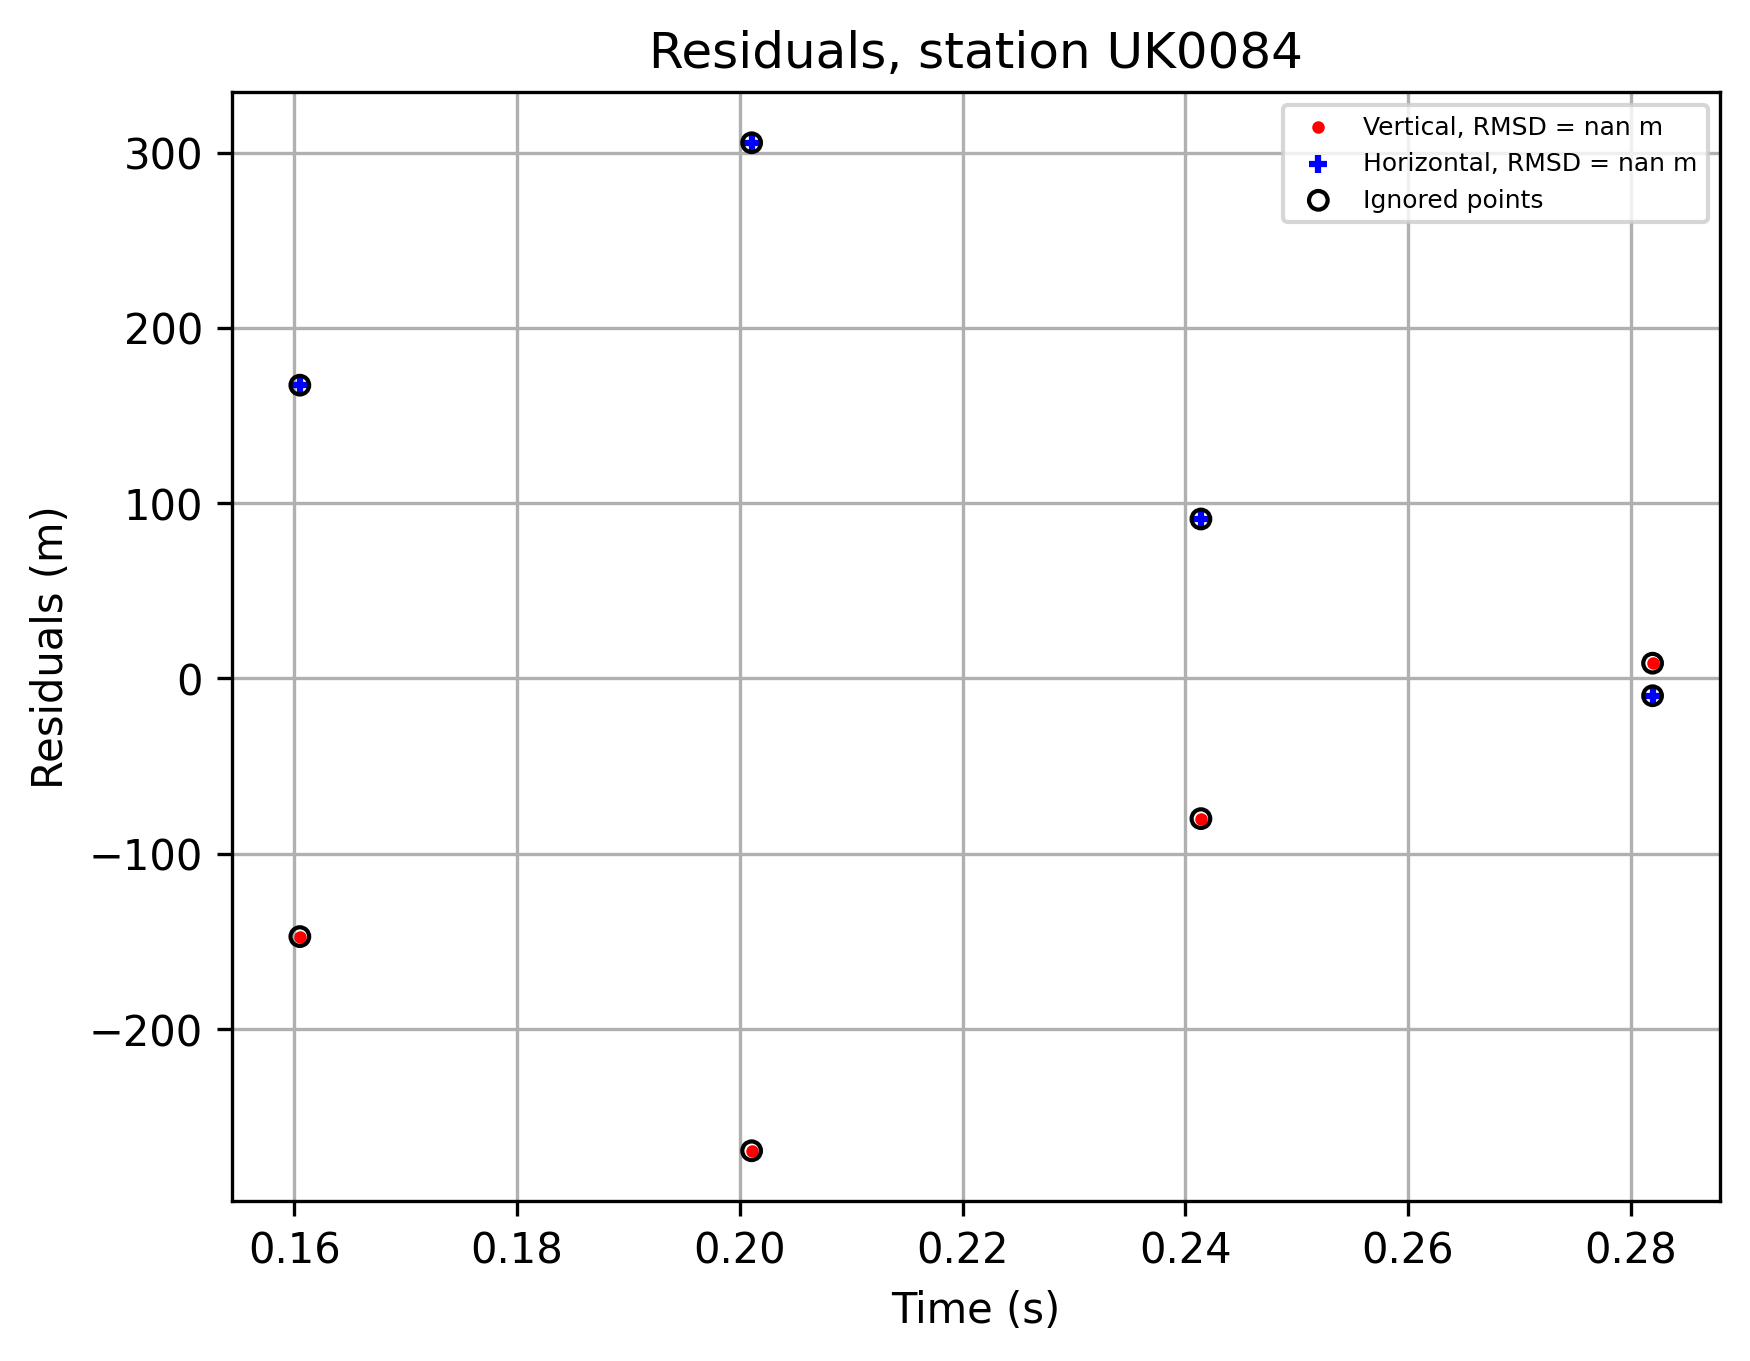 Residuals, station UK0084
Vertical, RMSD = nan m
Horizontal, RMSD = nan m
Ignored points
300
200
100
0
−100
−200
Residuals (m)
0.16 0.18 0.20 0.22 0.24 0.26 0.28
Time (s)